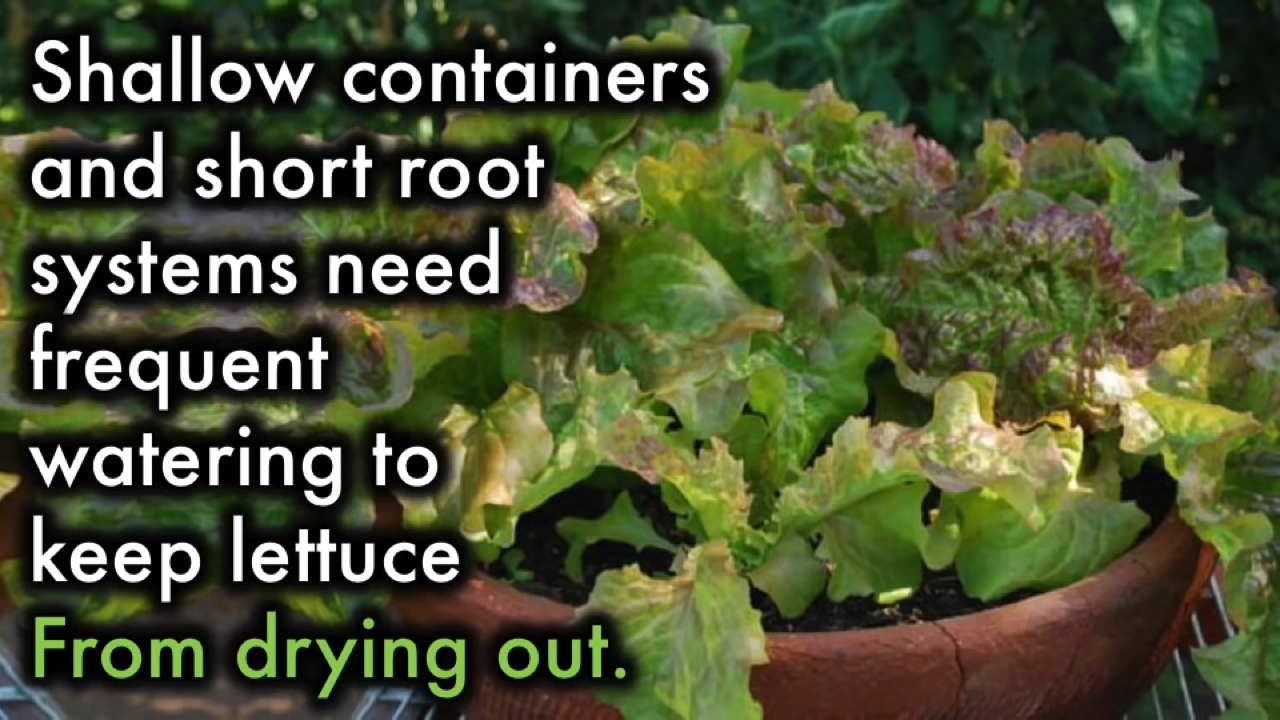 Shallow containers
and short root
systems need
frequent
watering to
keep lettuce
From drying out.